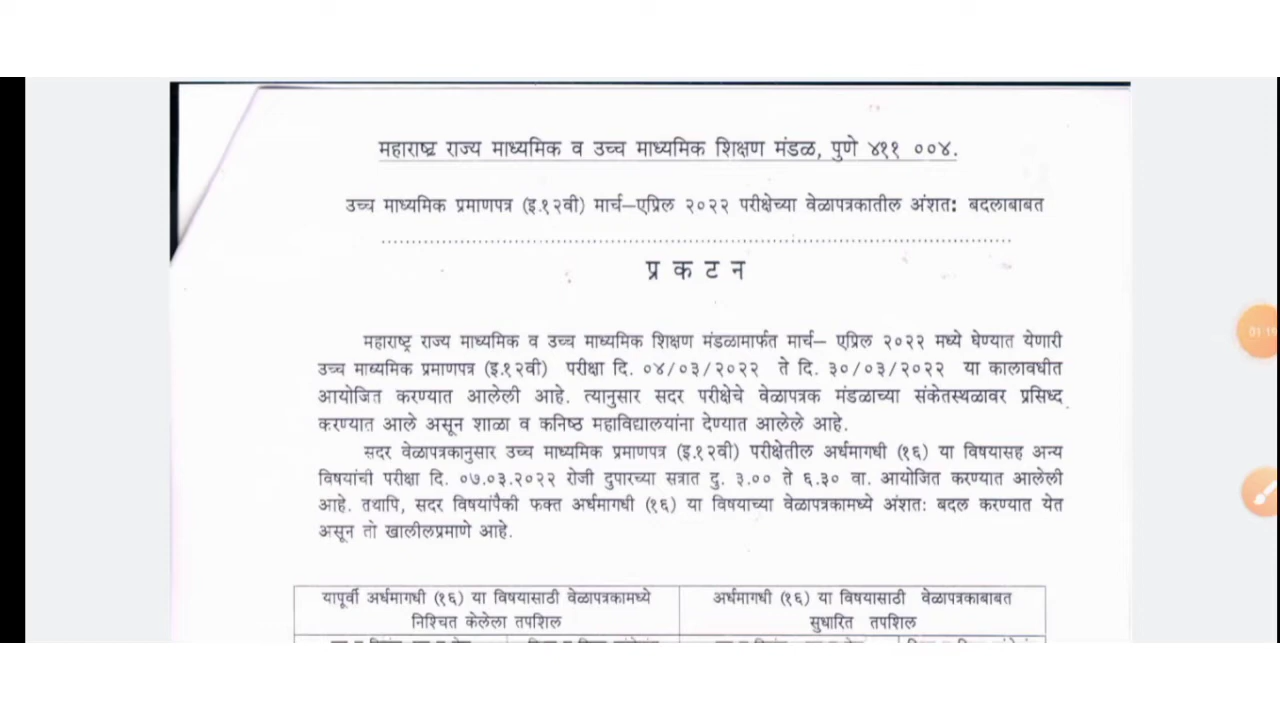 महाराष्ट्र राज्य माध्यमिक व उच्च माध्यमिक शिक्षण मंडळ, पुणे ४११ ००४.
उच्च माध्यमिक प्रमाणपत्र (इ.१२वी) मार्च–एप्रिल २०२२ परीक्षेच्या वेळापत्रकातील अंशत: बदलाबाबत
प्र क ट न
महाराष्ट्र राज्य माध्यमिक व उच्च माध्यमिक शिक्षण मंडळामार्फत मार्च– एप्रिल २०२२ मध्ये घेण्यात येणारी
उच्च माध्यमिक प्रमाणपत्र (इ.१२वी) परीक्षा दि. ०४/०३/२०२२ ते दि. ३०/०३/२०२२ या कालावधीत
आयोजित करण्यात आलेली आहे. त्यानुसार सदर परीक्षेचे वेळापत्रक मंडळाच्या संकेतस्थळावर प्रसिध्द
करण्यात आले असून शाळा व कनिष्ठ महाविद्यालयांना देण्यात आलेले आहे.
सदर वेळापत्रकानुसार उच्च माध्यमिक प्रमाणपत्र (इ.१२वी) परीक्षेतील अर्धमागधी (१६) या विषयासह अन्य
विषयांची परीक्षा दि. ०७.०३.२०२२ रोजी दुपारच्या सत्रात दु. ३.०० ते ६.३० वा. आयोजित करण्यात आलेली
आहे. तथापि, सदर विषयांपैकी फक्त अर्धमागधी (१६) या विषयाच्या वेळापत्रकामध्ये अंशत: बदल करण्यात येत
असून तो खालीलप्रमाणे आहे.
यापूर्वी अर्धमागधी (१६) या विषयासाठी वेळापत्रकामध्ये
निश्चित केलेला तपशिल
अर्धमागधी (१६) या विषयासाठी वेळापत्रकाबाबत
सुधारित तपशिल